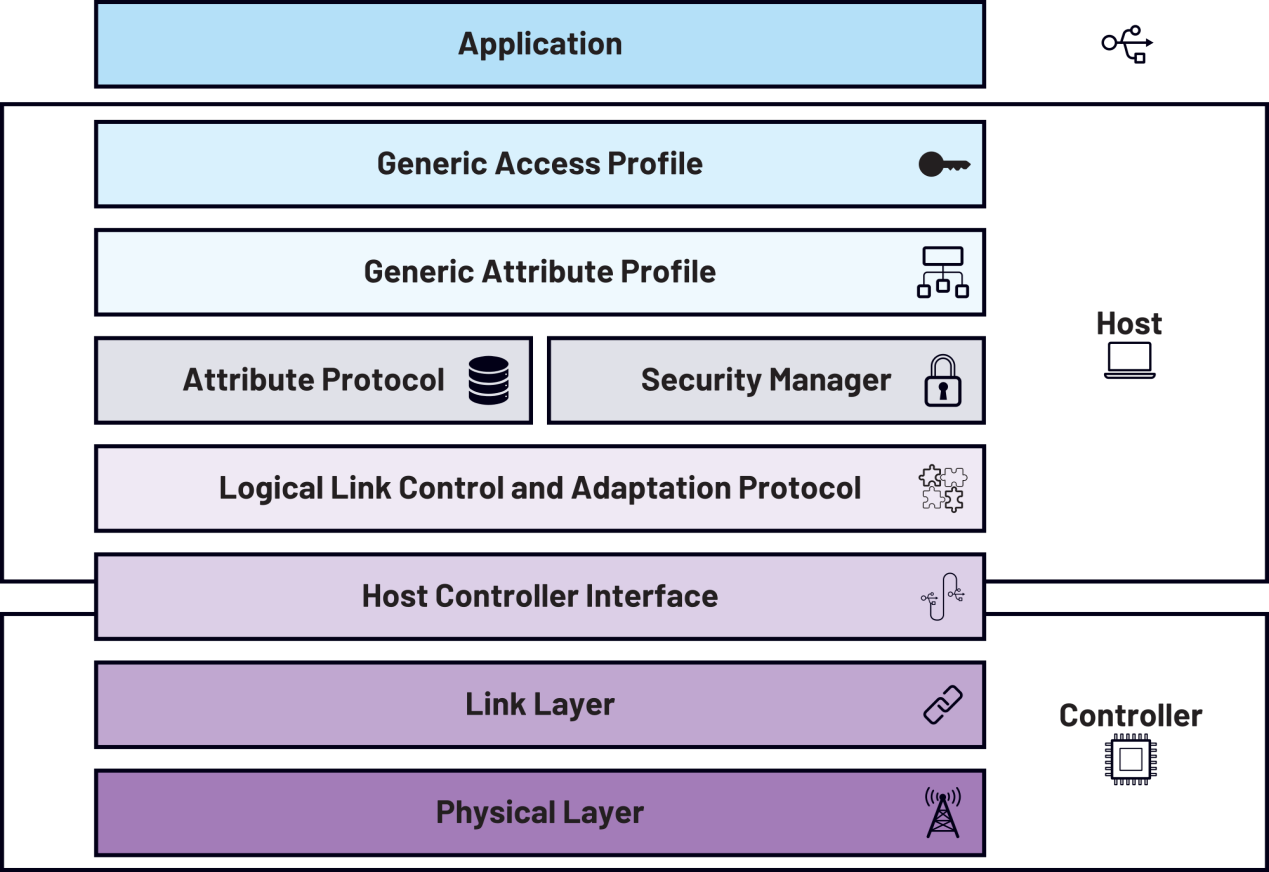 Application
Generic Access Profile
Generic Attribute Profile
Host
Attribute Protocol
Security Manager
Logical Link Control and Adaptation Protocol
Host Controller Interface
Link Layer
Controller
Physical Layer